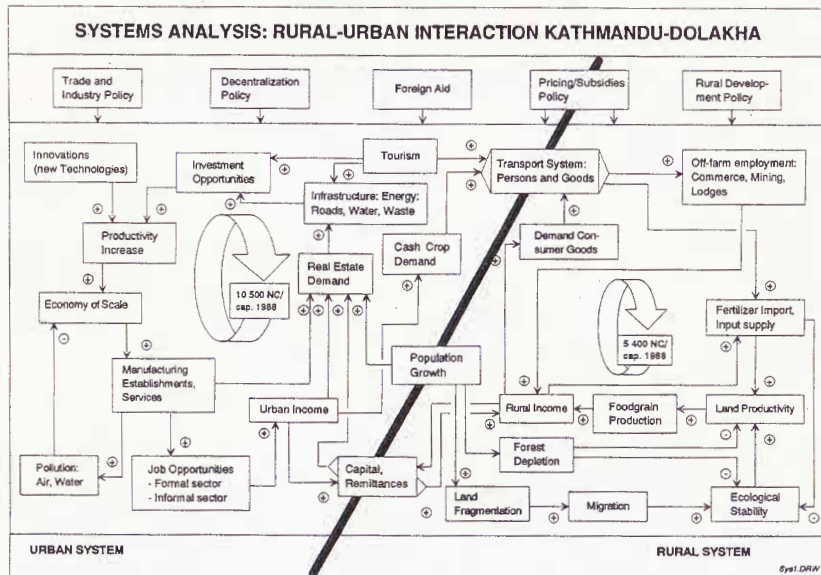 SYSTEMS ANALYSIS: RURAL-URBAN INTERACTION KATHMANDU-DOLAKHA
Trade and
Industry Policy
Decentralization
Policy
Foreign Aid
Pricing/Subsidies
Policy
Rural Develop-
ment Policy
Innovations
(new Technologies)
Investment
Opportunities
Tourism
Transport System:
Persons and Goods
Off-farm employment:
Commerce, Mining,
Lodges
Infrastructure: Energy:
Roads, Water, Waste
Productivity
Increase
Real Estate
Demand
Cash Crop
Demand
Demand Con-
sumer Goods
Economy of Scale
10 500 NC/
cap. 1988
5 400 NC/
cap. 1988
Fertilizer Import,
Input supply
Manufacturing
Establishments,
Services
Population
Growth
Urban Income
Rural Income
Foodgrain
Production
Land Productivity
Pollution:
Air, Water
Job Opportunities
- Formal sector
- Informal sector
Capital,
Remittances
Forest
Depletion
Land
Fragmentation
Migration
Ecological
Stability
URBAN SYSTEM
RURAL SYSTEM
Sys1.DRW